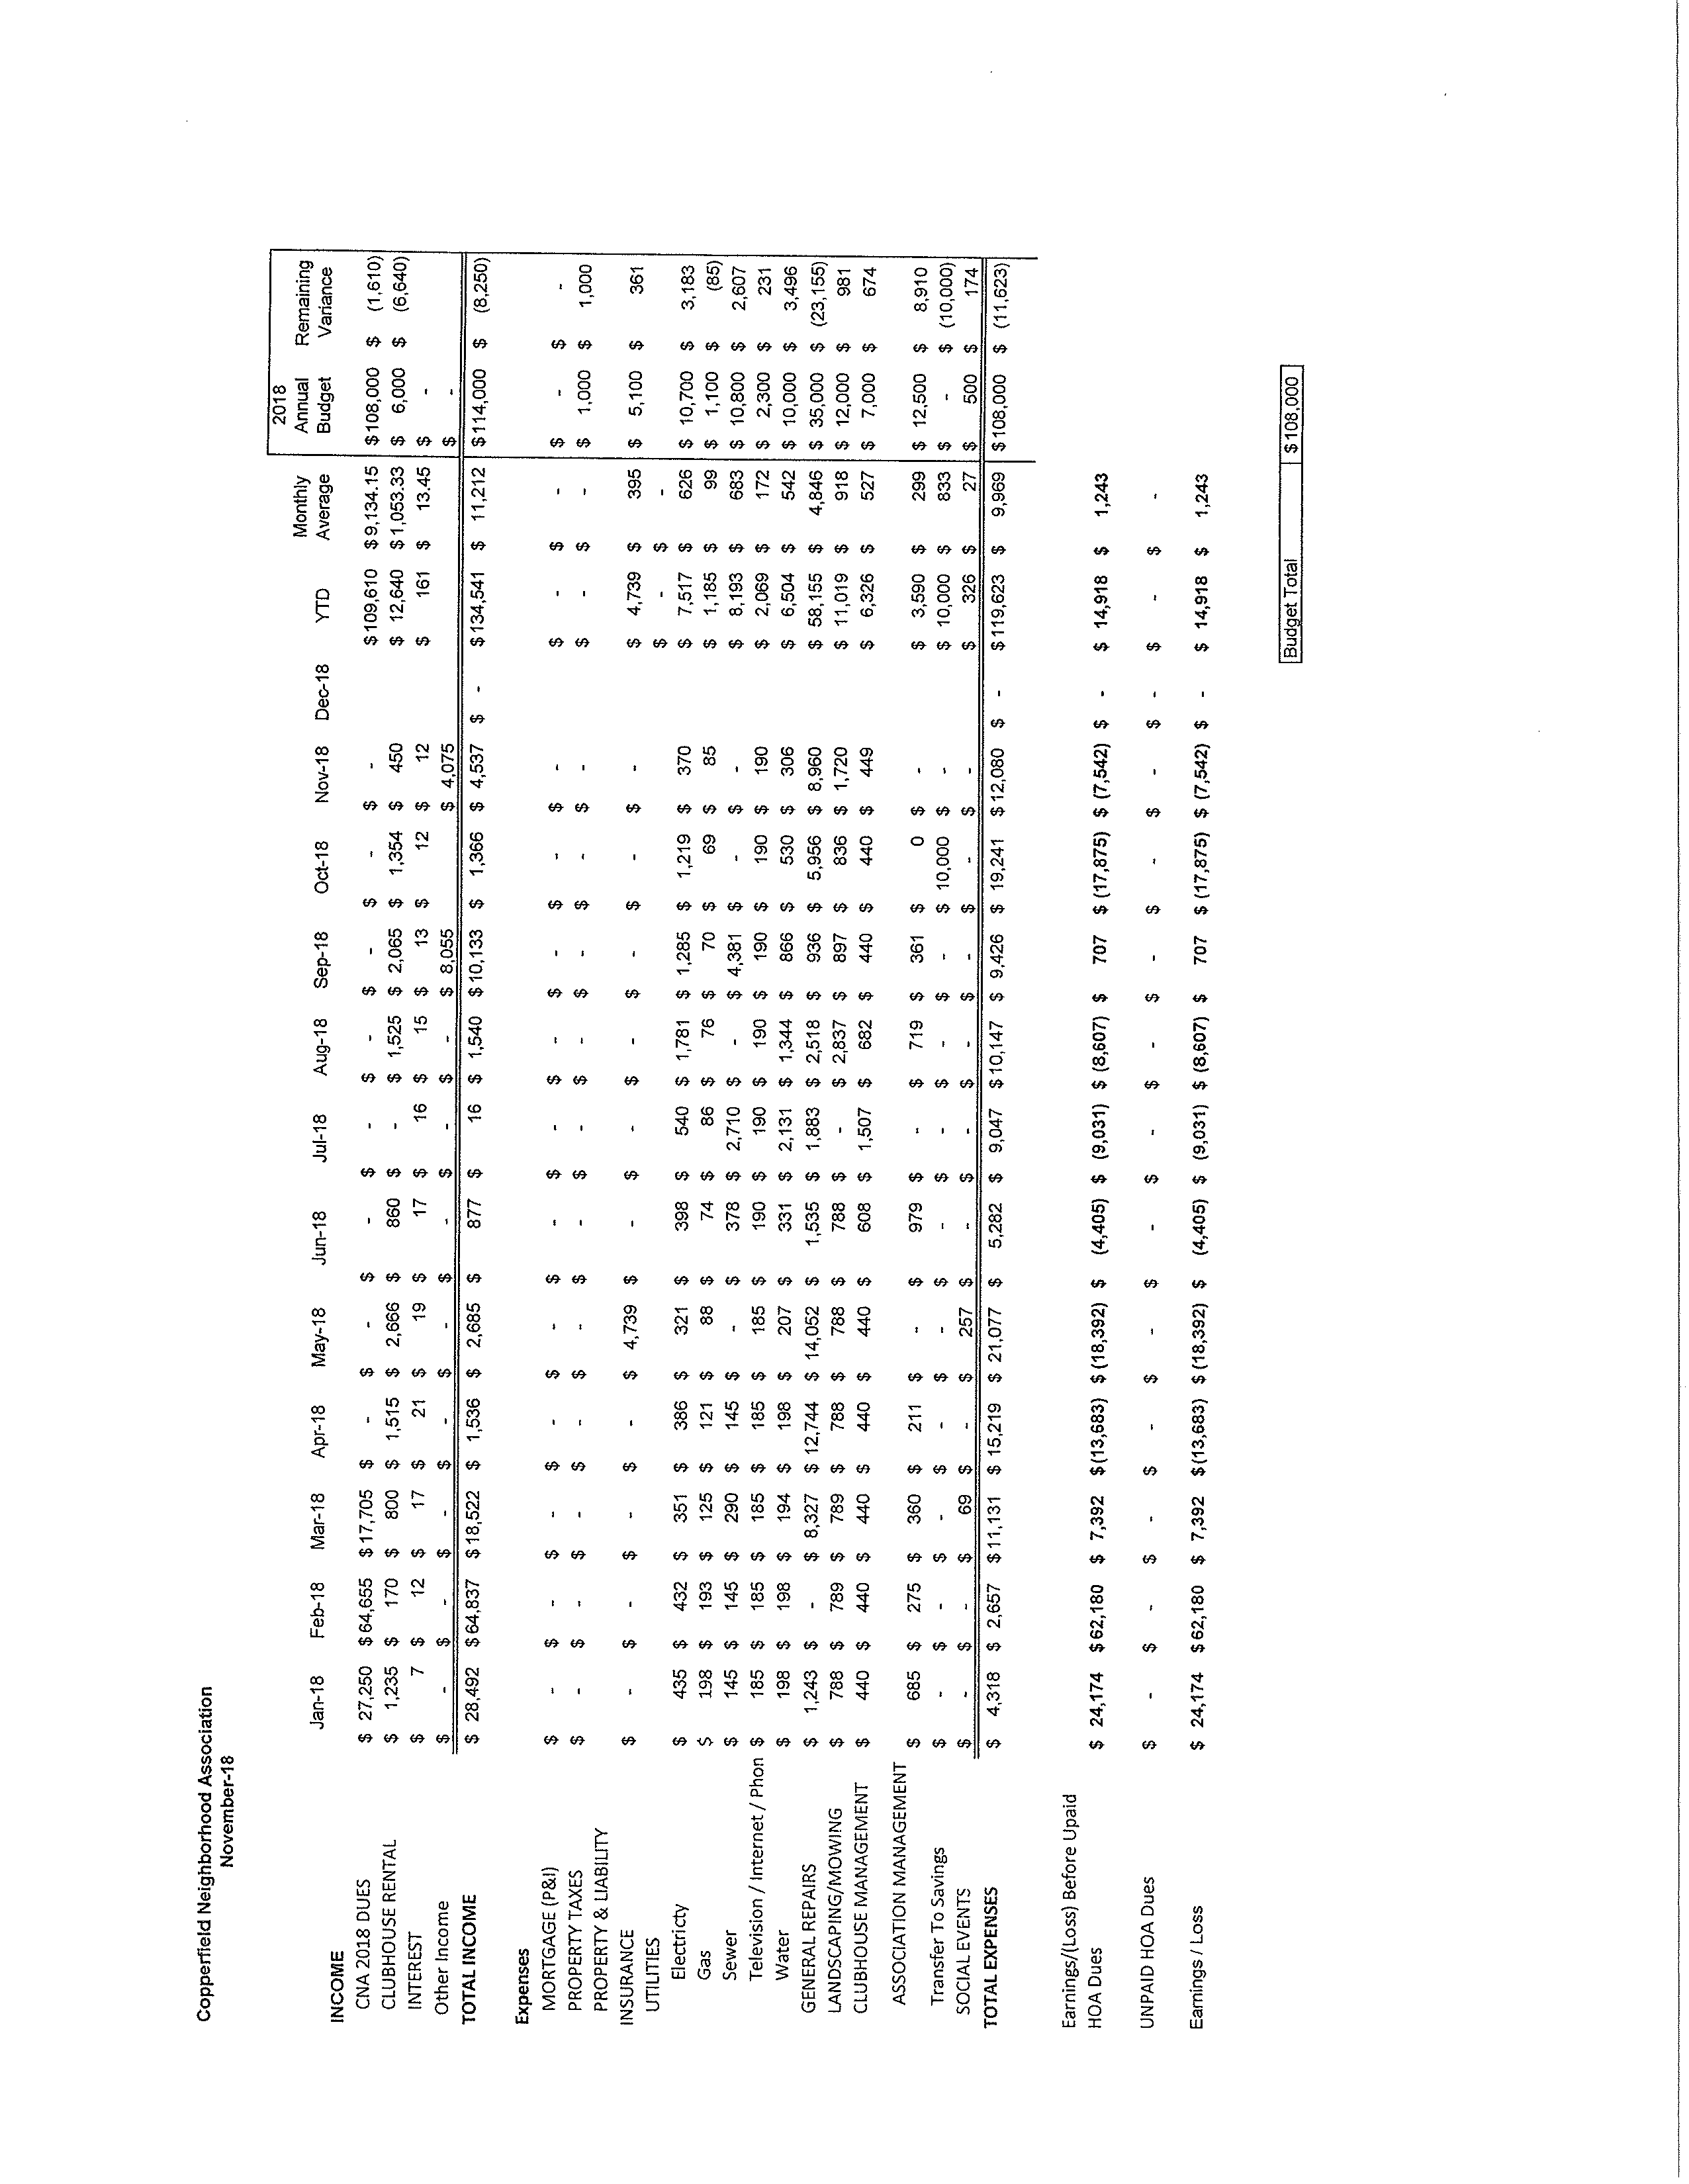 Copperfield Neighborhood Association
November-18
2018
Monthly Annual Remaining
Jan-18 Feb-18 Mar-18 Apr-18 May-18 Jun-18 Jul-18 Aug-18 Sep-18 Oct-18 Nov-18 Dec-18 YTD Average Budget Variance
INCOME
CNA 2018 DUES $ 27,250 $ 64,655 $ 17,705 $ - $ - $ - $ - $ - $ - $ - $ - $ 109,610 $ 9,134.15 $ 108,000 $ (1,610)
CLUBHOUSE RENTAL $ 1,235 $ 170 $ 800 $ 1,515 $ 2,666 $ 860 $ - $ 1,525 $ 2,065 $ 1,354 $ 450 $ 12,640 $ 1,053.33 $ 6,000 $ (6,640)
INTEREST $ 7 $ 12 $ 17 $ 21 $ 19 $ 17 $ 16 $ 15 $ 13 $ 12 $ 12 $ 161 $ 13.45 $ -
Other Income $ - $ - $ - $ - $ - $ - $ - $ - $ 8,055 $ 4,075 $ -
TOTAL INCOME $ 28,492 $ 64,837 $ 18,522 $ 1,536 $ 2,685 $ 877 $ 16 $ 1,540 $ 10,133 $ 1,366 $ 4,537 $ - $ 134,541 $ 11,212 $ 114,000 $ (8,250)
Expenses
MORTGAGE (P&I) $ - $ - $ - $ - $ - $ - $ - $ - $ - $ - $ - $ - $ - $ - $ -
PROPERTY TAXES $ - $ - $ - $ - $ - $ - $ - $ - $ - $ - $ - $ - $ - $ 1,000 $ 1,000
PROPERTY & LIABILITY
INSURANCE $ - $ - $ - $ - $ 4,739 $ - $ - $ - $ - $ - $ - $ 4,739 $ 395 $ 5,100 $ 361
UTILITIES $ - $ -
Electricty $ 435 $ 432 $ 351 $ 386 $ 321 $ 398 $ 540 $ 1,781 $ 1,285 $ 1,219 $ 370 $ 7,517 $ 626 $ 10,700 $ 3,183
Gas $ 198 $ 193 $ 125 $ 121 $ 88 $ 74 $ 86 $ 76 $ 70 $ 69 $ 85 $ 1,185 $ 99 $ 1,100 $ (85)
Sewer $ 145 $ 145 $ 290 $ 145 $ - $ 378 $ 2,710 $ - $ 4,381 $ - $ - $ 8,193 $ 683 $ 10,800 $ 2,607
Television / Internet / Phon $ 185 $ 185 $ 185 $ 185 $ 185 $ 190 $ 190 $ 190 $ 190 $ 190 $ 190 $ 2,069 $ 172 $ 2,300 $ 231
Water $ 198 $ 198 $ 194 $ 198 $ 207 $ 331 $ 2,131 $ 1,344 $ 866 $ 530 $ 306 $ 6,504 $ 542 $ 10,000 $ 3,496
GENERAL REPAIRS $ 1,243 $ - $ 8,327 $ 12,744 $ 14,052 $ 1,535 $ 1,883 $ 2,518 $ 936 $ 5,956 $ 8,960 $ 58,155 $ 4,846 $ 35,000 $ (23,155)
LANDSCAPING/MOWING $ 788 $ 789 $ 789 $ 788 $ 788 $ 788 $ - $ 2,837 $ 897 $ 836 $ 1,720 $ 11,019 $ 918 $ 12,000 $ 981
CLUBHOUSE MANAGEMENT $ 440 $ 440 $ 440 $ 440 $ 440 $ 608 $ 1,507 $ 682 $ 440 $ 440 $ 449 $ 6,326 $ 527 $ 7,000 $ 674
ASSOCIATION MANAGEMENT $ 685 $ 275 $ 360 $ 211 $ - $ 979 $ - $ 719 $ 361 $ 0 $ - $ 3,590 $ 299 $ 12,500 $ 8,910
Transfer To Savings $ - $ - $ - $ - $ - $ - $ - $ - $ - $ 10,000 $ - $ 10,000 $ 833 $ - $ (10,000)
SOCIAL EVENTS $ - $ - $ 69 $ - $ 257 $ - $ - $ - $ - $ - $ - $ 326 $ 27 $ 500 $ 174
TOTAL EXPENSES $ 4,318 $ 2,657 $ 11,131 $ 15,219 $ 21,077 $ 5,282 $ 9,047 $ 10,147 $ 9,426 $ 19,241 $ 12,080 $ - $ 119,623 $ 9,969 $ 108,000 $ (11,623)
Earnings/(Loss) Before Upaid
HOA Dues $ 24,174 $ 62,180 $ 7,392 $ (13,683) $ (18,392) $ (4,405) $ (9,031) $ (8,607) $ 707 $ (17,875) $ (7,542) $ - $ 14,918 $ 1,243
UNPAID HOA Dues $ - $ - $ - $ - $ - $ - $ - $ - $ - $ - $ - $ - $ - $ -
Earnings / Loss $ 24,174 $ 62,180 $ 7,392 $ (13,683) $ (18,392) $ (4,405) $ (9,031) $ (8,607) $ 707 $ (17,875) $ (7,542) $ - $ 14,918 $ 1,243
Budget Total $ 108,000